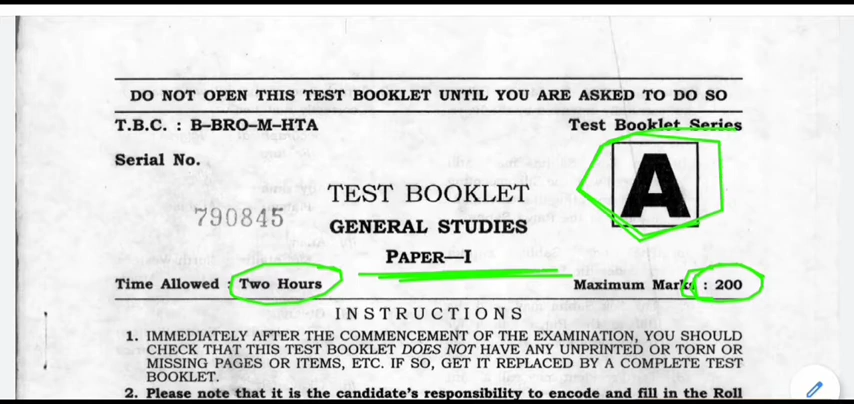 DO NOT OPEN THIS TEST BOOKLET UNTIL YOU ARE ASKED TO DO SO
T.B.C. : B–BRO–M–HTA Test Booklet Series
Serial No.
A
TEST BOOKLET
790845
GENERAL STUDIES
PAPER—I
Time Allowed : Two Hours Maximum Marks : 200
INSTRUCTIONS
1. IMMEDIATELY AFTER THE COMMENCEMENT OF THE EXAMINATION, YOU SHOULD
CHECK THAT THIS TEST BOOKLET DOES NOT HAVE ANY UNPRINTED OR TORN OR
MISSING PAGES OR ITEMS, ETC. IF SO, GET IT REPLACED BY A COMPLETE TEST
BOOKLET.
2. Please note that it is the candidate's responsibility to encode and fill in the Roll